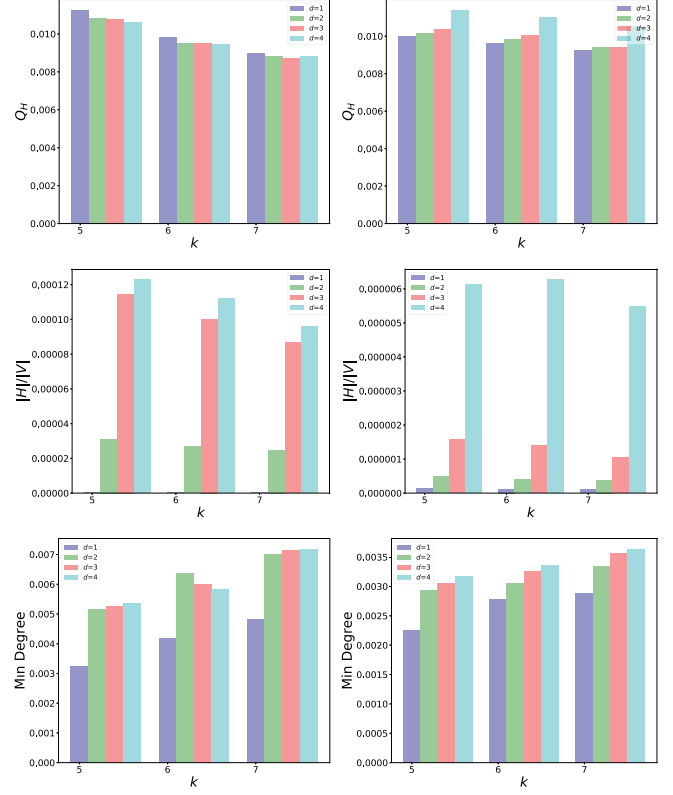 0.010
0.008
0.006
0.004
0.002
0.000
Q_H
5 6 7
k
d=1
d=2
d=3
d=4
0.010
0.008
0.006
0.004
0.002
0.000
Q_H
5 6 7
k
d=1
d=2
d=3
d=4
0.00012
0.00010
0.00008
0.00006
0.00004
0.00002
0.00000
|H|/|V|
5 6 7
k
d=1
d=2
d=3
d=4
0.000006
0.000005
0.000004
0.000003
0.000002
0.000001
0.000000
|H|/|V|
5 6 7
k
d=1
d=2
d=3
d=4
0.007
0.006
0.005
0.004
0.003
0.002
0.001
0.000
Min Degree
5 6 7
k
d=1
d=2
d=3
d=4
0.0035
0.0030
0.0025
0.0020
0.0015
0.0010
0.0005
0.0000
Min Degree
5 6 7
k
d=1
d=2
d=3
d=4